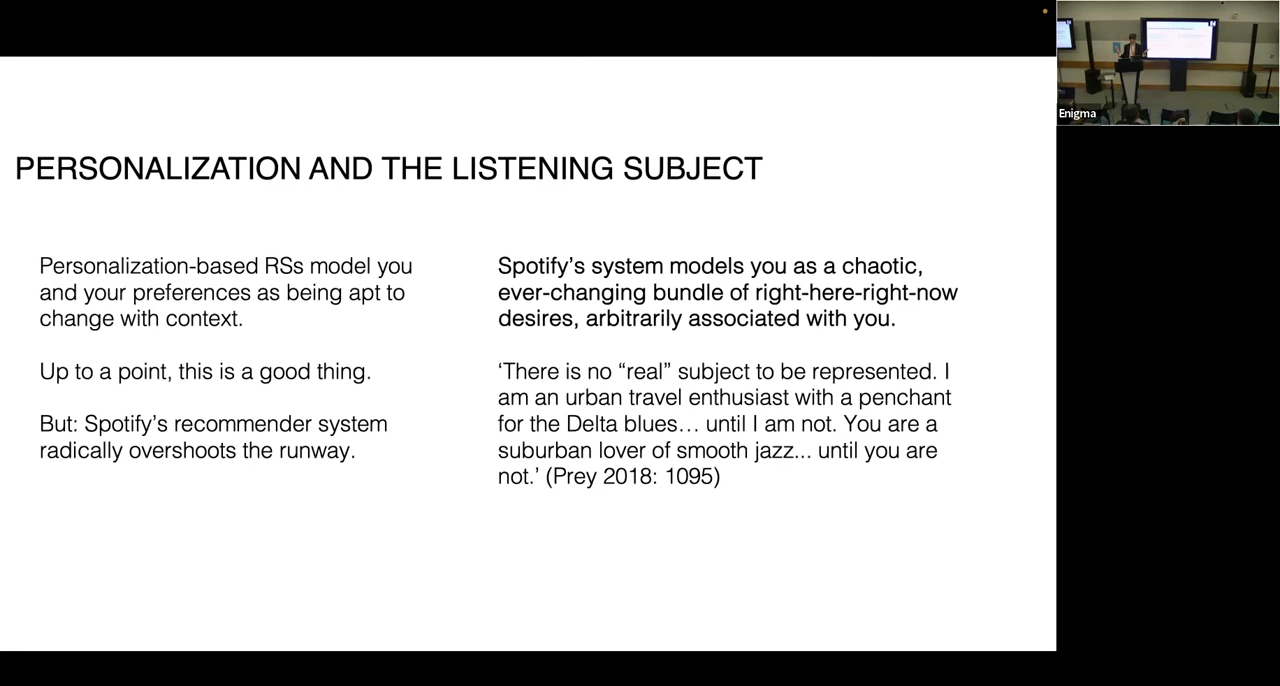 Enigma
PERSONALIZATION AND THE LISTENING SUBJECT
Personalization-based RSs model you
and your preferences as being apt to
change with context.
Up to a point, this is a good thing.
But: Spotify’s recommender system
radically overshoots the runway.
Spotify’s system models you as a chaotic,
ever-changing bundle of right-here-right-now
desires, arbitrarily associated with you.
‘There is no “real” subject to be represented. I
am an urban travel enthusiast with a penchant
for the Delta blues… until I am not. You are a
suburban lover of smooth jazz... until you are
not.’ (Prey 2018: 1095)